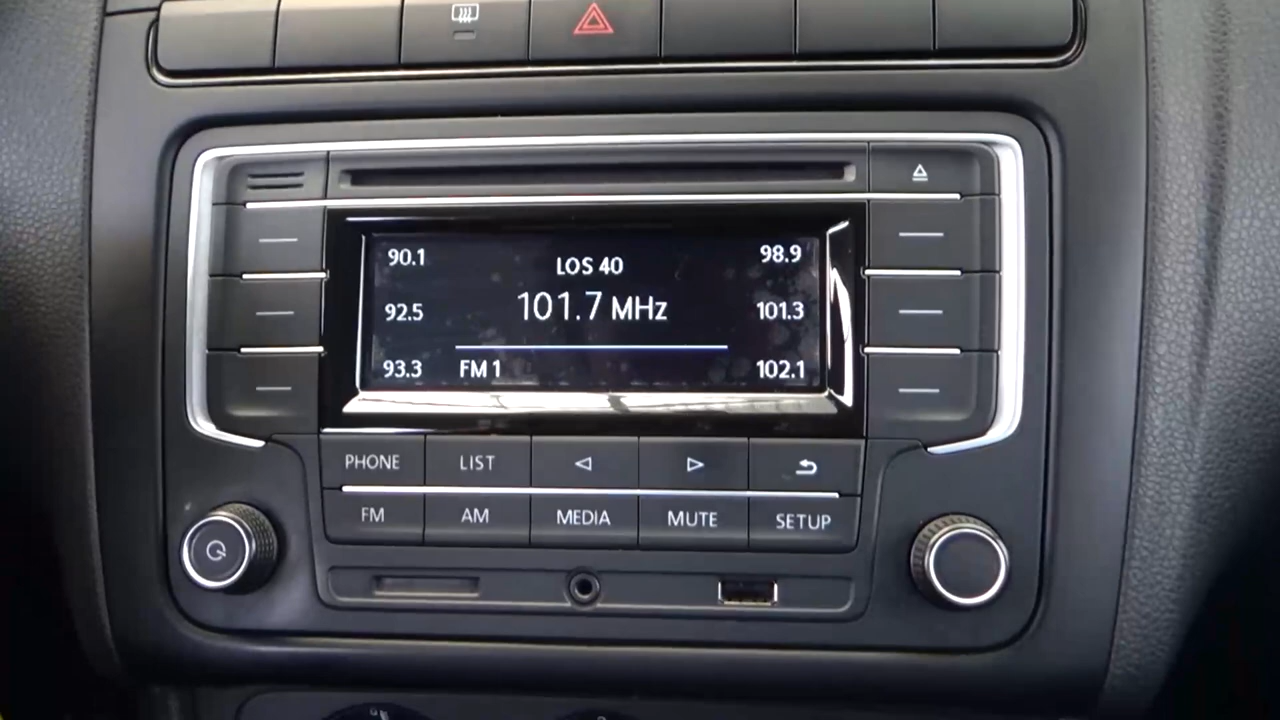 90.1
LOS 40
98.9
92.5
101.7 MHz
101.3
93.3
FM 1
102.1
PHONE
LIST
FM
AM
MEDIA
MUTE
SETUP